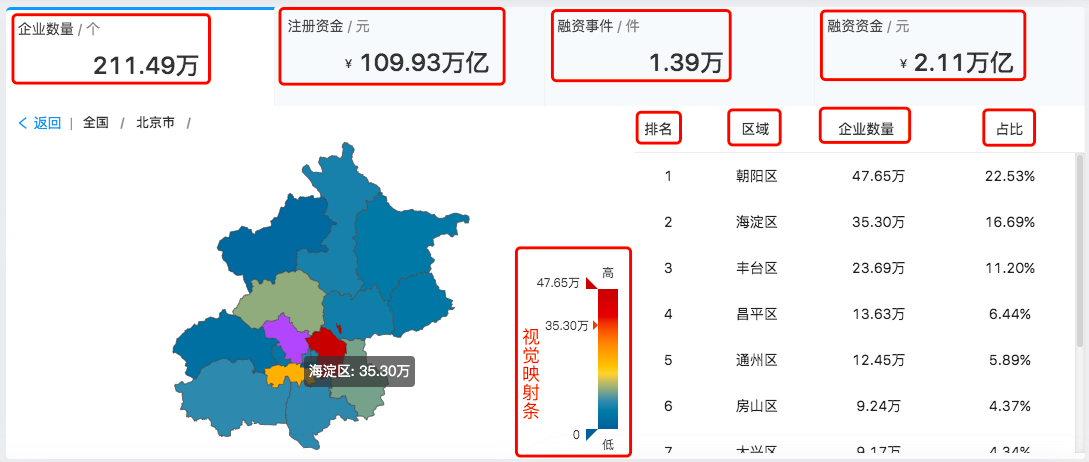 企业数量 / 个
211.49万
注册资金 / 元
¥ 109.93万亿
融资事件 / 件
1.39万
融资资金 / 元
¥ 2.11万亿
返回 | 全国 / 北京市 /
海淀区: 35.30万
高
47.65万
35.30万
0
低
视觉映射条
排名 区域 企业数量 占比
1 朝阳区 47.65万 22.53%
2 海淀区 35.30万 16.69%
3 丰台区 23.69万 11.20%
4 昌平区 13.63万 6.44%
5 通州区 12.45万 5.89%
6 房山区 9.24万 4.37%
7 大兴区 9.17万 4.34%